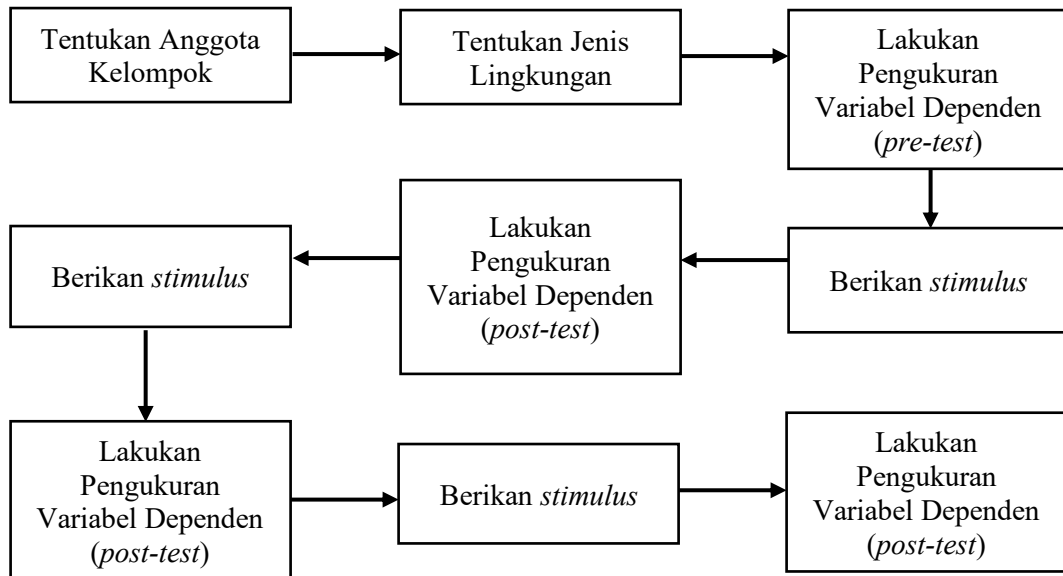 Tentukan Anggota
Kelompok
Tentukan Jenis
Lingkungan
Lakukan
Pengukuran
Variabel Dependen
(pre-test)
Berikan stimulus
Lakukan
Pengukuran
Variabel Dependen
(post-test)
Berikan stimulus
Lakukan
Pengukuran
Variabel Dependen
(post-test)
Berikan stimulus
Lakukan
Pengukuran
Variabel Dependen
(post-test)